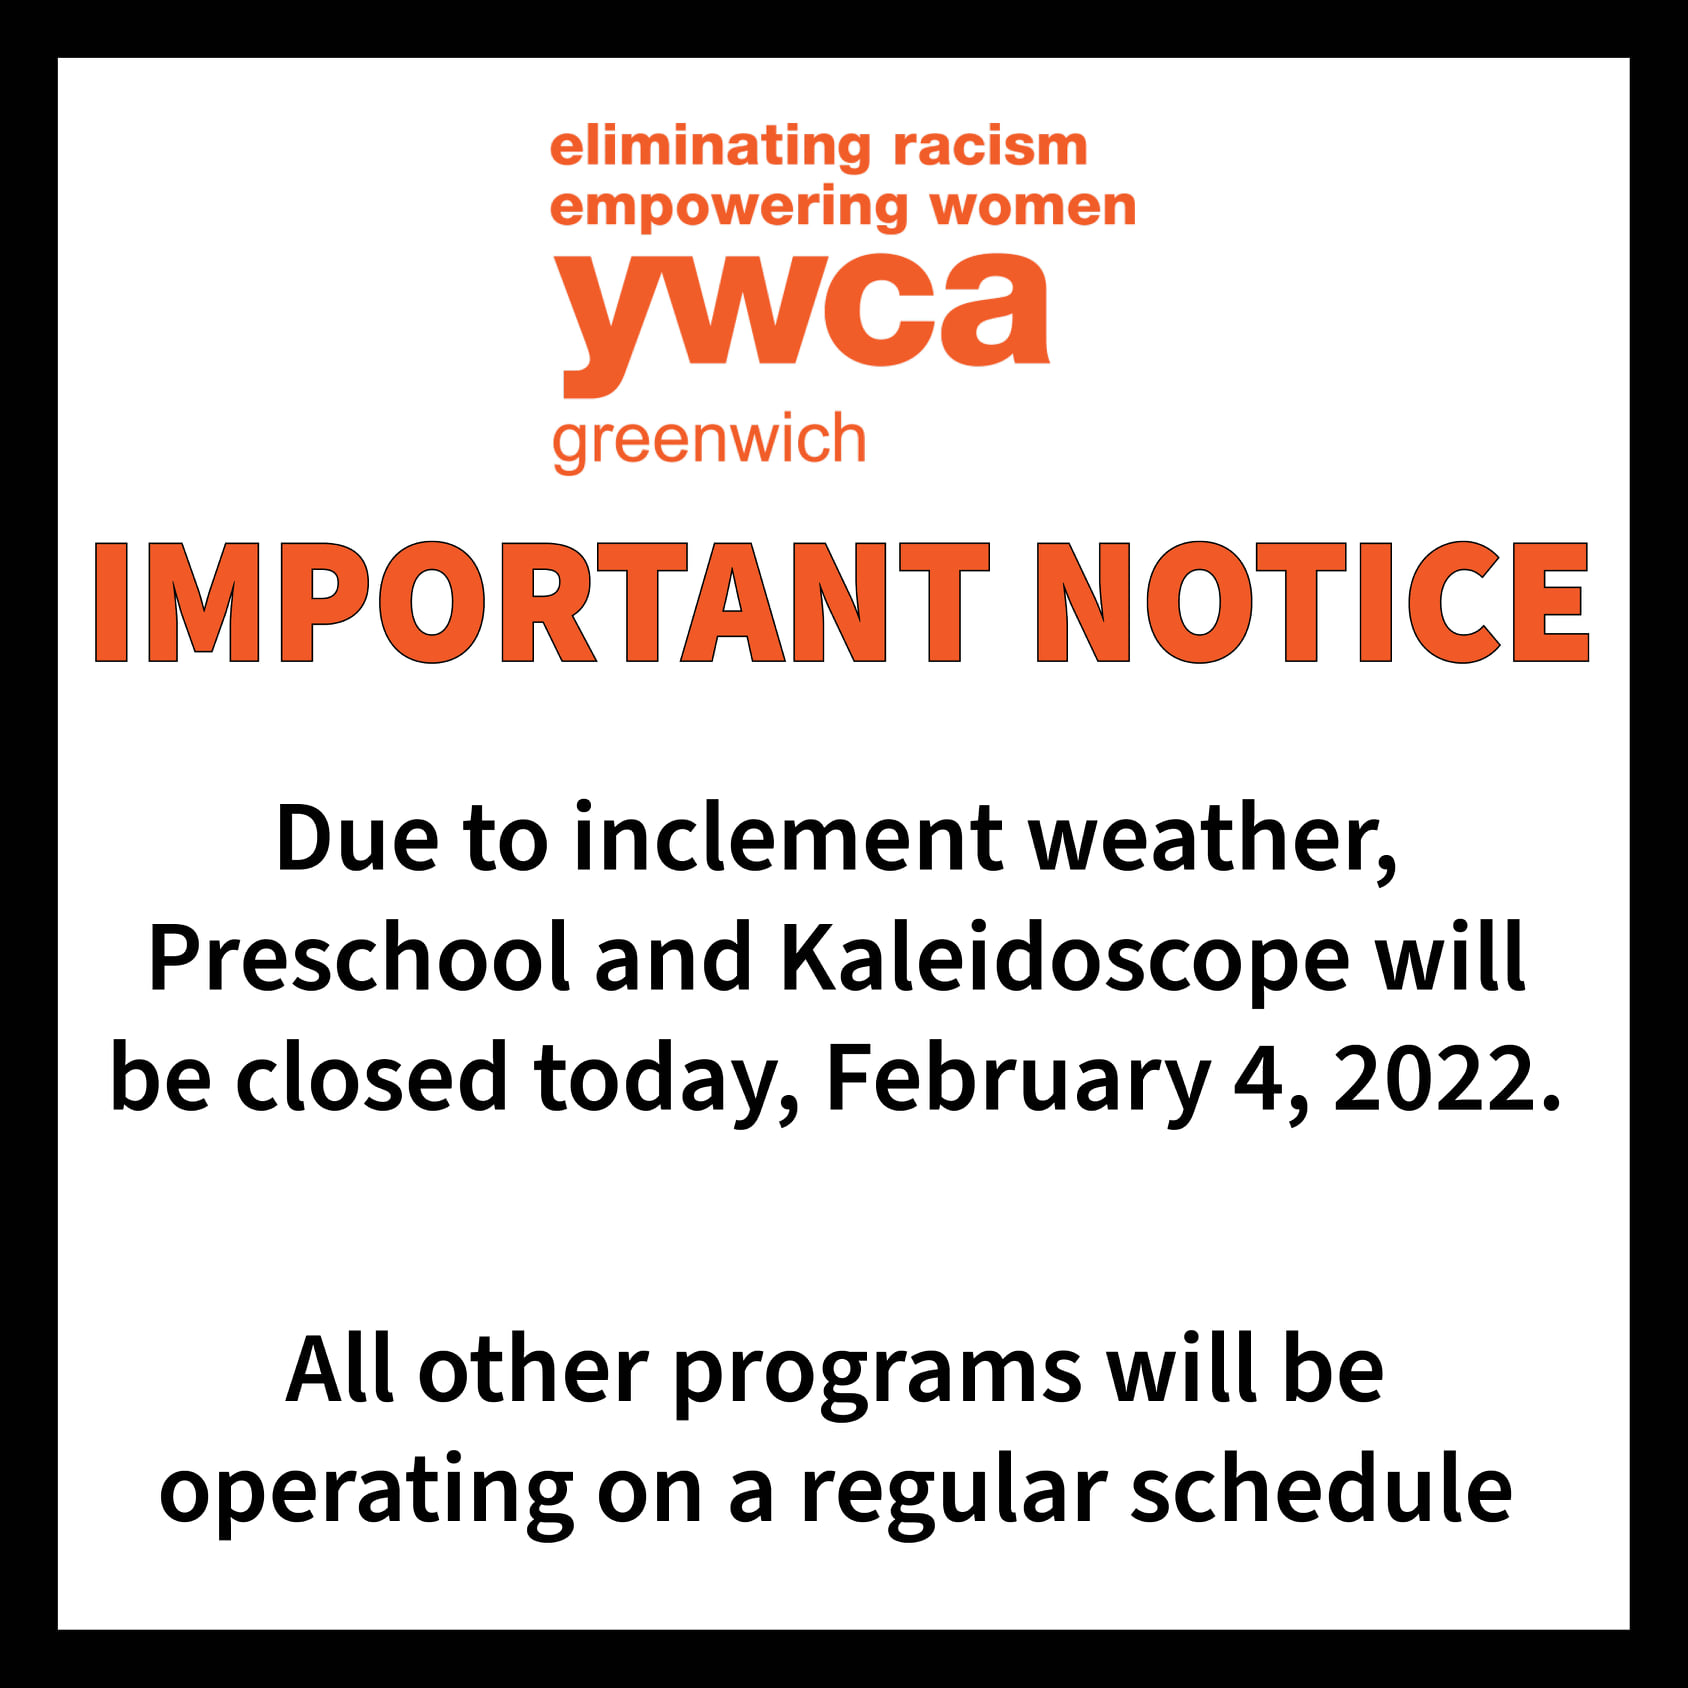 eliminating racism
empowering women
ywca
greenwich
IMPORTANT NOTICE
Due to inclement weather,
Preschool and Kaleidoscope will
be closed today, February 4, 2022.
All other programs will be
operating on a regular schedule